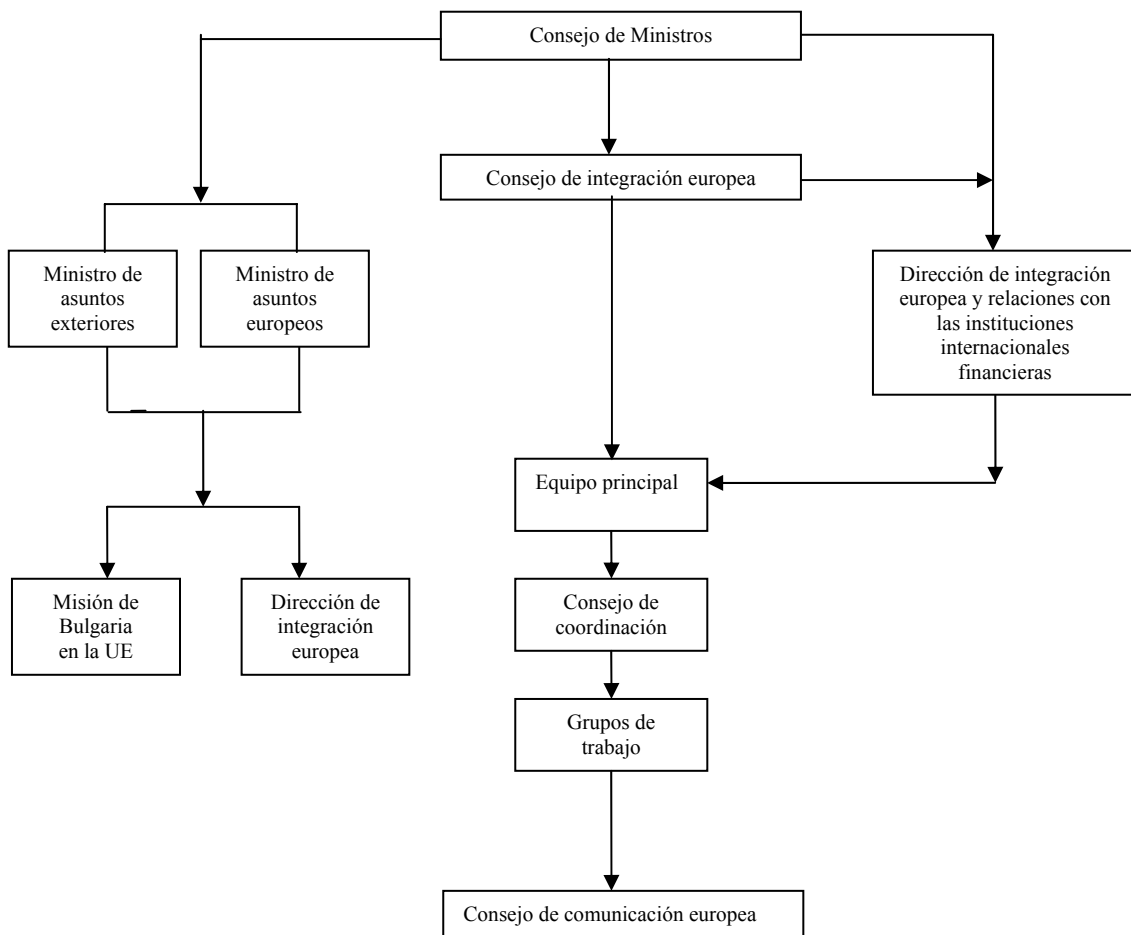 Consejo de Ministros
Consejo de integración europea
Ministro de
asuntos
exteriores
Ministro de
asuntos
europeos
Dirección de integración
europea y relaciones con
las instituciones
internacionales
financieras
Equipo principal
Misión de
Bulgaria
en la UE
Dirección de
integración
europea
Consejo de
coordinación
Grupos de
trabajo
Consejo de comunicación europea